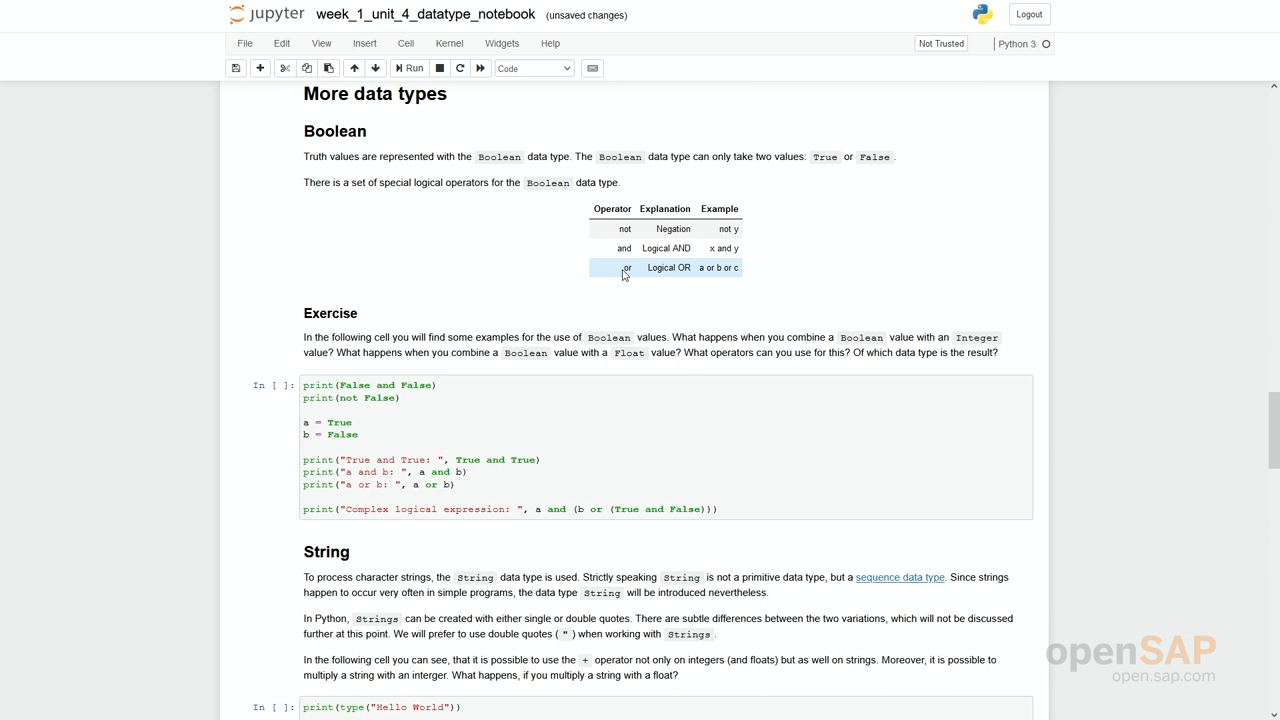 jupyter week_1_unit_4_datatype_notebook (unsaved changes) Logout
File Edit View Insert Cell Kernel Widgets Help Not Trusted Python 3
Run Code
More data types
Boolean
Truth values are represented with the Boolean data type. The Boolean data type can only take two values: True or False.
There is a set of special logical operators for the Boolean data type.
Operator Explanation Example
not Negation not y
and Logical AND x and y
or Logical OR a or b or c
Exercise
In the following cell you will find some examples for the use of Boolean values. What happens when you combine a Boolean value with an Integer
value? What happens when you combine a Boolean value with a Float value? What operators can you use for this? Of which data type is the result?
In [ ]: print(False and False)
print(not False)
a = True
b = False
print("True and True: ", True and True)
print("a and b: ", a and b)
print("a or b: ", a or b)
print("Complex logical expression: ", a and (b or (True and False)))
String
To process character strings, the String data type is used. Strictly speaking String is not a primitive data type, but a sequence data type. Since strings
happen to occur very often in simple programs, the data type String will be introduced nevertheless.
In Python, Strings can be created with either single or double quotes. There are subtle differences between the two variations, which will not be discussed
further at this point. We will prefer to use double quotes ( " ) when working with Strings.
In the following cell you can see, that it is possible to use the + operator not only on integers (and floats) but as well on strings. Moreover, it is possible to
multiply a string with an interger. What happens, if you multiply a string with a float?
In [ ]: print(type("Hello World"))
openSAP
open.sap.com